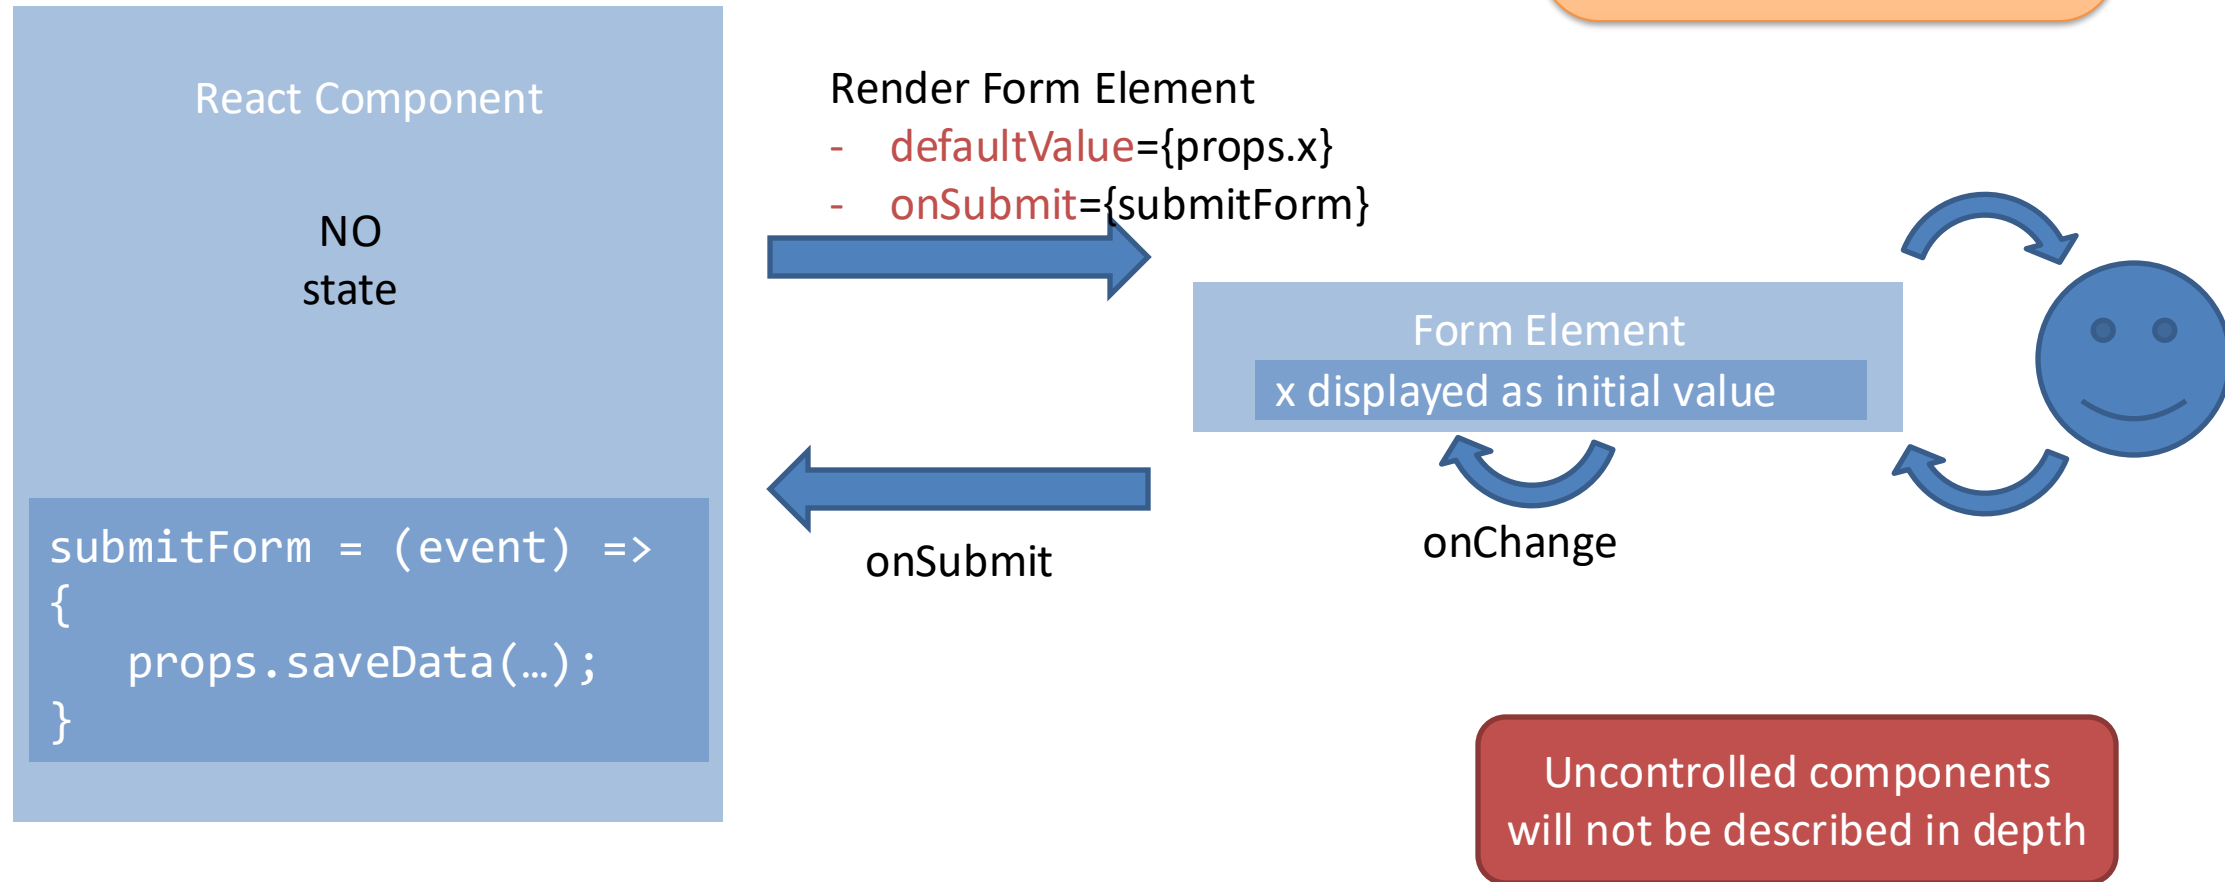 React Component
NO
state
submitForm = (event) =>
{
props.saveData(…);
}
Render Form Element
- defaultValue={props.x}
- onSubmit={submitForm}
onSubmit
Form Element
x displayed as initial value
onChange
Uncontrolled components
will not be described in depth